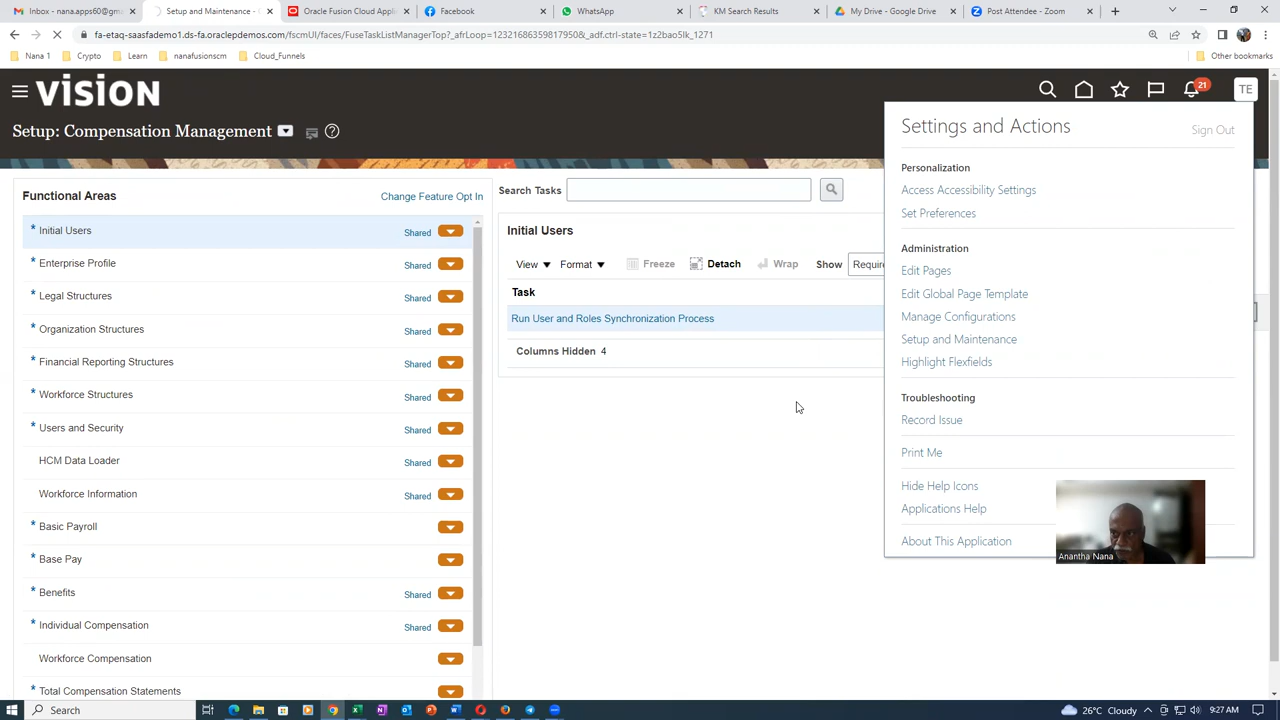 Inbox - nana.apps60@gmail.com
Setup and Maintenance -
Oracle Fusion Cloud Applic
Facebook
WhatsApp
KM Search Results
My Drive - Google Drive
Post Attendee - Zoom
fa-etaq-saasfademo1.ds-fa.oraclepdemos.com/fscmUI/faces/FuseTaskListManagerTop?_afrLoop=12321686359817950&_adf.ctrl-state=1z2bao5lk_1271
Nana 1
Crypto
Learn
nanafusionscm
Cloud_Funnels
Other bookmarks
VISION
21
TE
Setup: Compensation Management
Settings and Actions
Sign Out
Personalization
Access Accessibility Settings
Set Preferences
Administration
Edit Pages
Edit Global Page Template
Manage Configurations
Setup and Maintenance
Highlight Flexfields
Troubleshooting
Record Issue
Print Me
Hide Help Icons
Applications Help
About This Application
Functional Areas
Change Feature Opt In
* Initial Users Shared
* Enterprise Profile Shared
* Legal Structures Shared
* Organization Structures Shared
* Financial Reporting Structures Shared
* Workforce Structures Shared
* Users and Security Shared
HCM Data Loader Shared
Workforce Information Shared
* Basic Payroll
* Base Pay
* Benefits Shared
* Individual Compensation Shared
Workforce Compensation
* Total Compensation Statements
Search Tasks
Initial Users
View Format Freeze Detach Wrap Show Require
Task
Run User and Roles Synchronization Process
Columns Hidden 4
Anantha Nana
Search
26°C Cloudy
9:27 AM